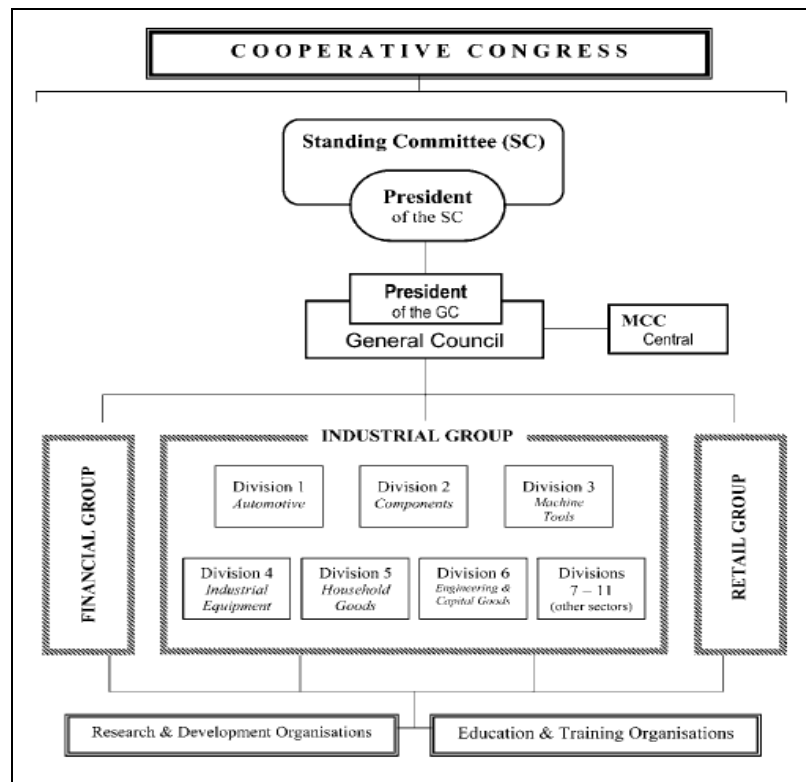 COOPERATIVE CONGRESS
Standing Committee (SC)
President
of the SC
President
of the GC
General Council
MCC
Central
FINANCIAL GROUP
INDUSTRIAL GROUP
Division 1
Automotive
Division 2
Components
Division 3
Machine
Tools
Division 4
Industrial
Equipment
Division 5
Household
Goods
Division 6
Engineering &
Capital Goods
Divisions
7 – 11
(other sectors)
RETAIL GROUP
Research & Development Organisations
Education & Training Organisations